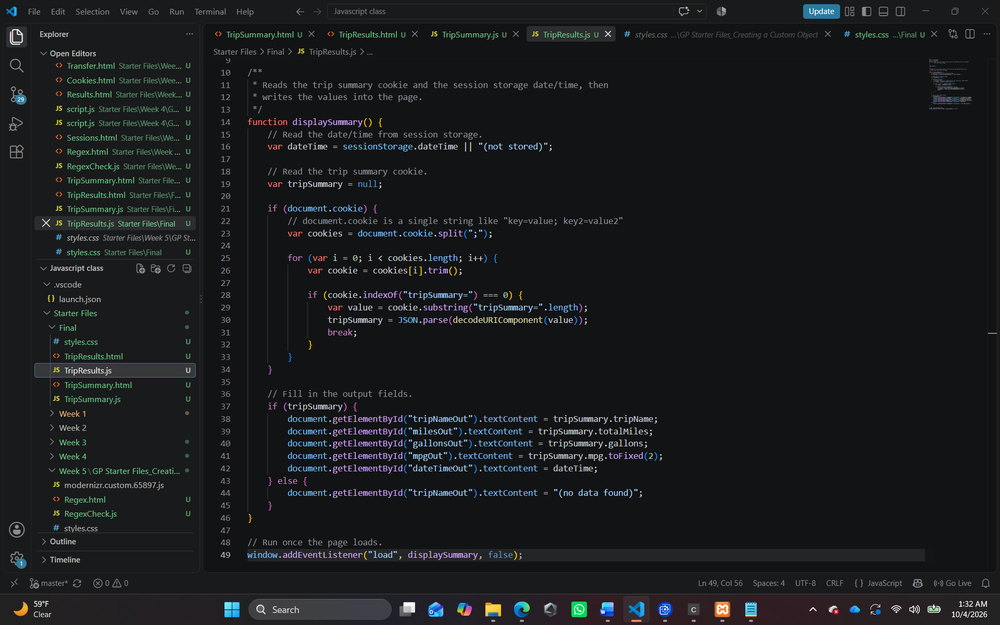 File Edit Selection View Go Run Terminal Help
Javascript class
Update
Explorer
Open Editors
Transfer.html Starter Files\Wee... U
Cookies.html Starter Files\Wee... U
Results.html Starter Files\Week... U
script.js Starter Files\Week 4\G... U
script.js Starter Files\Week 4\G... U
Sessions.html Starter Files\We... U
Regex.html Starter Files\Week ... U
RegexCheck.js Starter Files\We... U
TripSummary.html Starter File... U
TripResults.html Starter Files\F... U
TripSummary.js Starter Files\Fi... U
TripResults.js Starter Files\Final U
styles.css Starter Files\Week 5\GP St...
styles.css Starter Files\Final U
Javascript class
.vscode
launch.json
Starter Files
Final
styles.css U
TripResults.html U
TripResults.js U
TripSummary.html U
TripSummary.js U
Week 1
Week 2
Week 3
Week 4
Week 5\GP Starter Files_Creati...
modernizr.custom.65897.js
Regex.html U
RegexCheck.js U
styles.css
Outline
Timeline
29
1
TripSummary.html U TripResults.html U JS TripSummary.js U JS TripResults.js U # styles.css ...\GP Starter Files_Creating a Custom Object # styles.css ...\Final U
Starter Files > Final > JS TripResults.js > ...
9
10 /**
11 * Reads the trip summary cookie and the session storage date/time, then
12 * writes the values into the page.
13 */
14 function displaySummary() {
15 // Read the date/time from session storage.
16 var dateTime = sessionStorage.dateTime || "(not stored)";
17
18 // Read the trip summary cookie.
19 var tripSummary = null;
20
21 if (document.cookie) {
22 // document.cookie is a single string like "key=value; key2=value2"
23 var cookies = document.cookie.split(";");
24
25 for (var i = 0; i < cookies.length; i++) {
26 var cookie = cookies[i].trim();
27
28 if (cookie.indexOf("tripSummary=") === 0) {
29 var value = cookie.substring("tripSummary=".length);
30 tripSummary = JSON.parse(decodeURIComponent(value));
31 break;
32 }
33 }
34 }
35
36 // Fill in the output fields.
37 if (tripSummary) {
38 document.getElementById("tripNameOut").textContent = tripSummary.tripName;
39 document.getElementById("milesOut").textContent = tripSummary.totalMiles;
40 document.getElementById("gallonsOut").textContent = tripSummary.gallons;
41 document.getElementById("mpgOut").textContent = tripSummary.mpg.toFixed(2);
42 document.getElementById("dateTimeOut").textContent = dateTime;
43 } else {
44 document.getElementById("tripNameOut").textContent = "(no data found)";
45 }
46 }
47
48 // Run once the page loads.
49 window.addEventListener("load", displaySummary, false);
master* 0 0
Ln 49, Col 56 Spaces: 4 UTF-8 CRLF { } JavaScript Go Live
59°F
Clear
Search
1:32 AM
10/4/2026